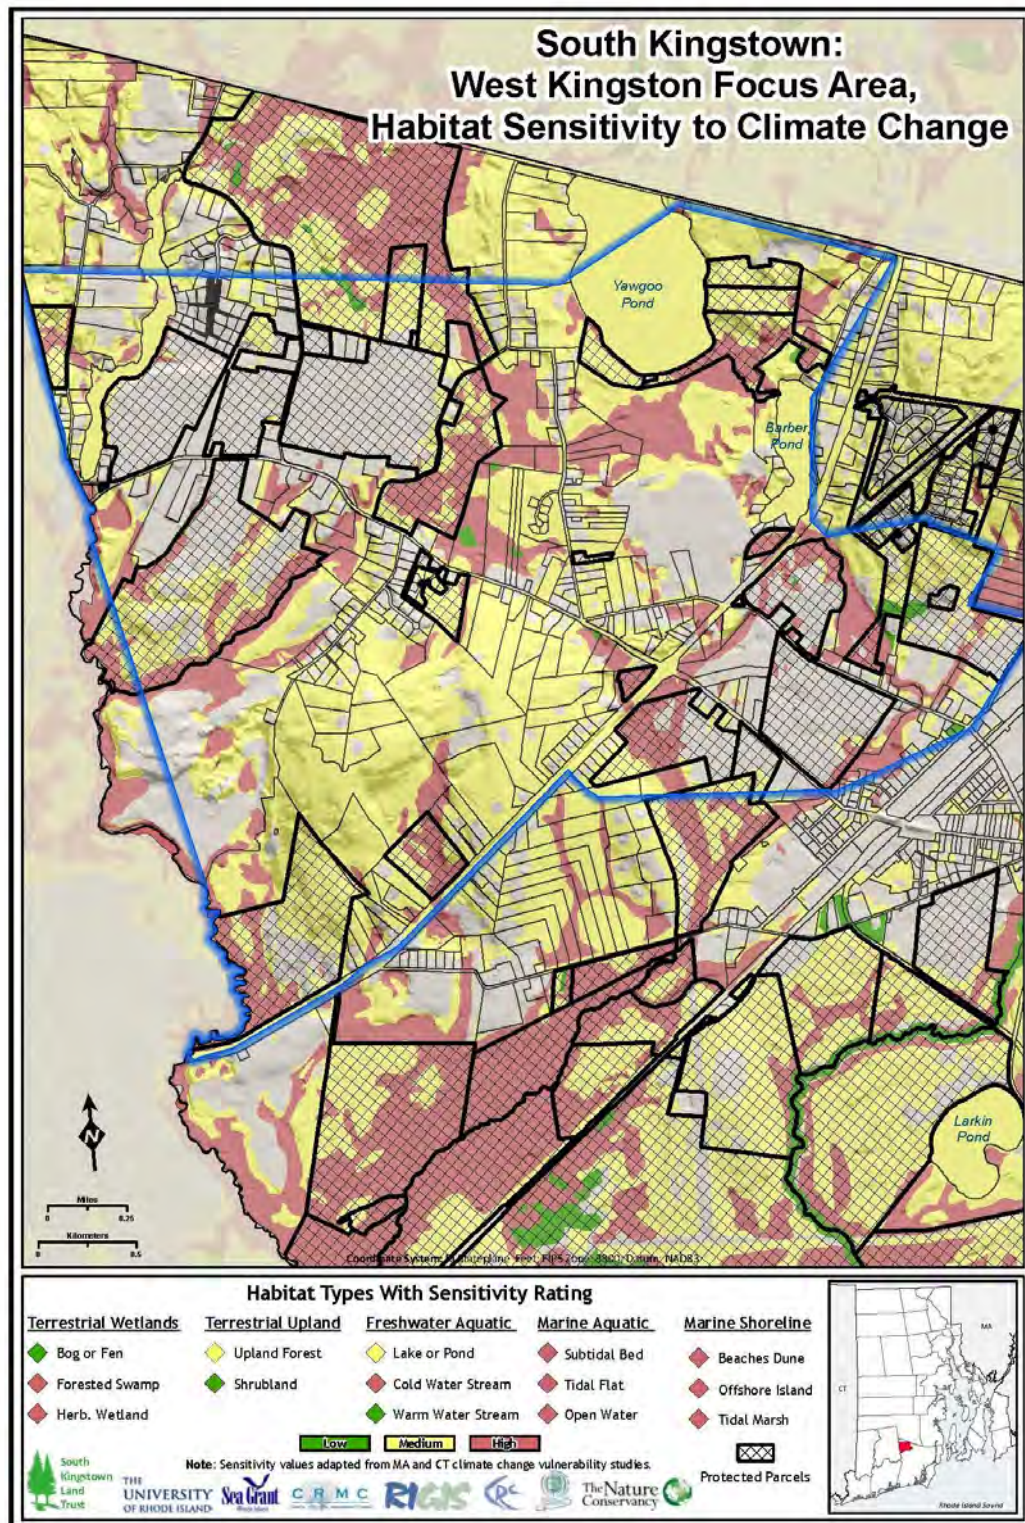 South Kingstown:
West Kingston Focus Area,
Habitat Sensitivity to Climate Change
Yawgoo
Pond
Barber
Pond
Larkin
Pond
N
Miles
0 0.25
Kilometers
0 0.5
Habitat Types With Sensitivity Rating
Terrestrial Wetlands
Bog or Fen
Forested Swamp
Herb. Wetland
Terrestrial Upland
Upland Forest
Shrubland
Freshwater Aquatic
Lake or Pond
Cold Water Stream
Warm Water Stream
Marine Aquatic
Subtidal Bed
Tidal Flat
Open Water
Marine Shoreline
Beaches Dune
Offshore Island
Tidal Marsh
Low Medium High
Protected Parcels
Note: Sensitivity values adapted from MA and CT climate change vulnerability studies.
South
Kingstown
Land
Trust
THE
UNIVERSITY
OF RHODE ISLAND
Sea Grant
C R M C
RIGIS
CRC
The Nature
Conservancy
MA
CT
Rhode Island Sound